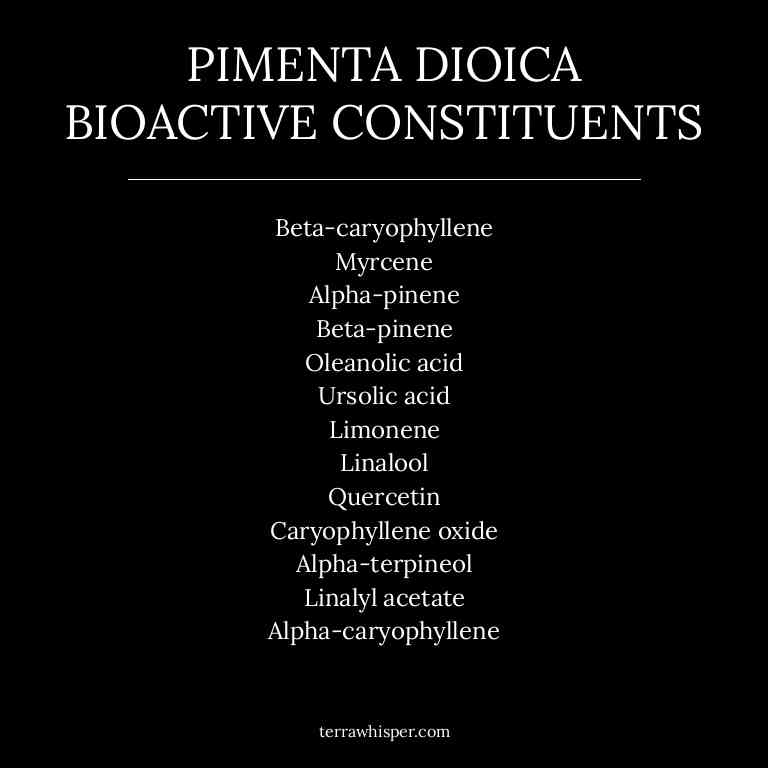 PIMENTA DIOICA
BIOACTIVE CONSTITUENTS
Beta-caryophyllene
Myrcene
Alpha-pinene
Beta-pinene
Oleanolic acid
Ursolic acid
Limonene
Linalool
Quercetin
Caryophyllene oxide
Alpha-terpineol
Linalyl acetate
Alpha-caryophyllene
terrawhisper.com